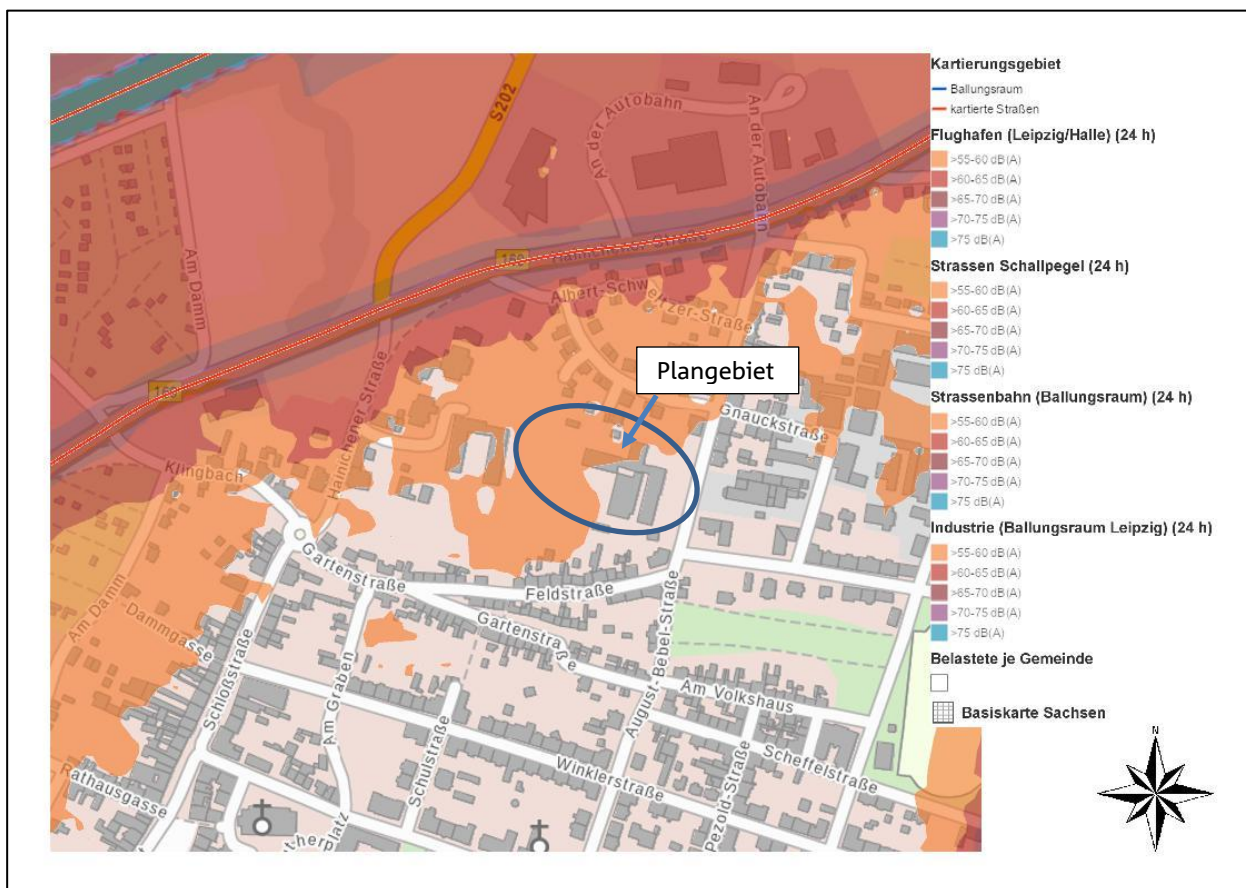 S202
An der Autobahn
An der Autobahn
Am Damm
169
Albert-Schweitzer-Straße
169
Hainichener Straße
Klingbach
Plangebiet
Gnauckstraße
Gartenstraße
Feldstraße
Gartenstraße
Am Damm
Dammgasse
Schloßstraße
Am Graben
August-Bebel-Straße
Am Volkshaus
Schulstraße
Winklerstraße
Scheffelstraße
Pezold-Straße
Rathausgasse
herplatz
Kartierungsgebiet
Ballungsraum
kartierte Straßen
Flughafen (Leipzig/Halle) (24 h)
>55-60 dB(A)
>60-65 dB(A)
>65-70 dB(A)
>70-75 dB(A)
>75 dB(A)
Strassen Schallpegel (24 h)
>55-60 dB(A)
>60-65 dB(A)
>65-70 dB(A)
>70-75 dB(A)
>75 dB(A)
Strassenbahn (Ballungsraum) (24 h)
>55-60 dB(A)
>60-65 dB(A)
>65-70 dB(A)
>70-75 dB(A)
>75 dB(A)
Industrie (Ballungsraum Leipzig) (24 h)
>55-60 dB(A)
>60-65 dB(A)
>65-70 dB(A)
>70-75 dB(A)
>75 dB(A)
Belastete je Gemeinde
Basiskarte Sachsen
N